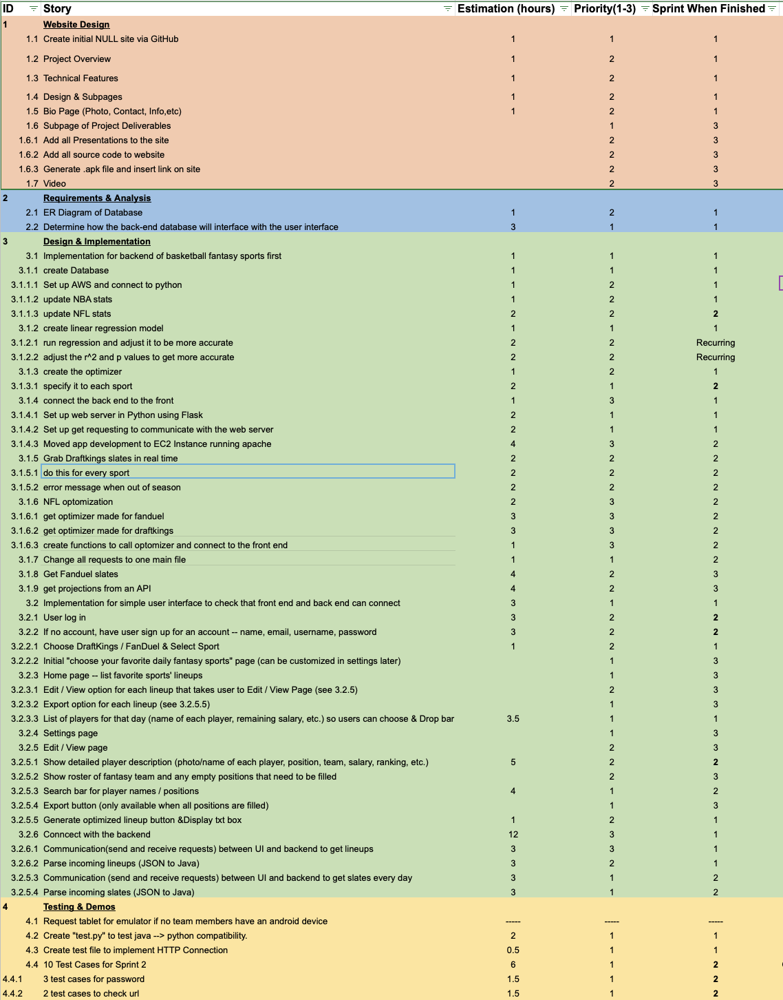 ID Story Estimation (hours) Priority(1-3) Sprint When Finished
1 Website Design
1.1 Create initial NULL site via GitHub 1 1 1
1.2 Project Overview 1 2 1
1.3 Technical Features 1 2 1
1.4 Design & Subpages 1 2 1
1.5 Bio Page (Photo, Contact, Info,etc) 1 2 1
1.6 Subpage of Project Deliverables 1 3
1.6.1 Add all Presentations to the site 2 3
1.6.2 Add all source code to website 2 3
1.6.3 Generate .apk file and insert link on site 2 3
1.7 Video 2 3
2 Requirements & Analysis
2.1 ER Diagram of Database 1 2 1
2.2 Determine how the back-end database will interface with the user interface 3 1 1
3 Design & Implementation
3.1 Implementation for backend of basketball fantasy sports first 1 1 1
3.1.1 create Database 1 1 1
3.1.1.1 Set up AWS and connect to python 1 2 1
3.1.1.2 update NBA stats 1 2 1
3.1.1.3 update NFL stats 2 2 2
3.1.2 create linear regression model 1 1 1
3.1.2.1 run regression and adjust it to be more accurate 2 2 Recurring
3.1.2.2 adjust the r^2 and p values to get more accurate 2 2 Recurring
3.1.3 create the optimizer 1 2 1
3.1.3.1 specify it to each sport 2 1 2
3.1.4 connect the back end to the front 1 3 1
3.1.4.1 Set up web server in Python using Flask 2 1 1
3.1.4.2 Set up get requesting to communicate with the web server 2 1 1
3.1.4.3 Moved app development to EC2 Instance running apache 4 3 2
3.1.5 Grab Draftkings slates in real time 2 2 2
3.1.5.1 do this for every sport 2 2 2
3.1.5.2 error message when out of season 2 2 2
3.1.6 NFL optomization 2 3 2
3.1.6.1 get optimizer made for fanduel 3 3 2
3.1.6.2 get optimizer made for draftkings 3 3 2
3.1.6.3 create functions to call optomizer and connect to the front end 1 3 2
3.1.7 Change all requests to one main file 1 1 2
3.1.8 Get Fanduel slates 4 2 3
3.1.9 get projections from an API 4 2 3
3.2 Implementation for simple user interface to check that front end and back end can connect 3 1 1
3.2.1 User log in 3 2 2
3.2.2 If no account, have user sign up for an account -- name, email, username, password 3 2 2
3.2.2.1 Choose DraftKings / FanDuel & Select Sport 1 2 1
3.2.2.2 Initial "choose your favorite daily fantasy sports" page (can be customized in settings later) 1 3
3.2.3 Home page -- list favorite sports' lineups 1 3
3.2.3.1 Edit / View option for each lineup that takes user to Edit / View Page (see 3.2.5) 2 3
3.2.3.2 Export option for each lineup (see 3.2.5.5) 1 3
3.2.3.3 List of players for that day (name of each player, remaining salary, etc.) so users can choose & Drop bar 3.5 1 1
3.2.4 Settings page 1 3
3.2.5 Edit / View page 2 3
3.2.5.1 Show detailed player description (photo/name of each player, position, team, salary, ranking, etc.) 5 2 2
3.2.5.2 Show roster of fantasy team and any empty positions that need to be filled 2 3
3.2.5.3 Search bar for player names / positions 4 1 2
3.2.5.4 Export button (only available when all positions are filled) 1 3
3.2.5.5 Generate optimized lineup button &Display txt box 1 2 1
3.2.6 Conncect with the backend 12 3 1
3.2.6.1 Communication(send and receive requests) between UI and backend to get lineups 3 3 1
3.2.6.2 Parse incoming lineups (JSON to Java) 3 2 1
3.2.5.3 Communication (send and receive requests) between UI and backend to get slates every day 3 1 2
3.2.5.4 Parse incoming slates (JSON to Java) 3 1 2
4 Testing & Demos
4.1 Request tablet for emulator if no team members have an android device ----- ----- -----
4.2 Create "test.py" to test java --> python compatibility. 2 1 1
4.3 Create test file to implement HTTP Connection 0.5 1 1
4.4 10 Test Cases for Sprint 2 6 1 2
4.4.1 3 test cases for password 1.5 1 2
4.4.2 2 test cases to check url 1.5 1 2